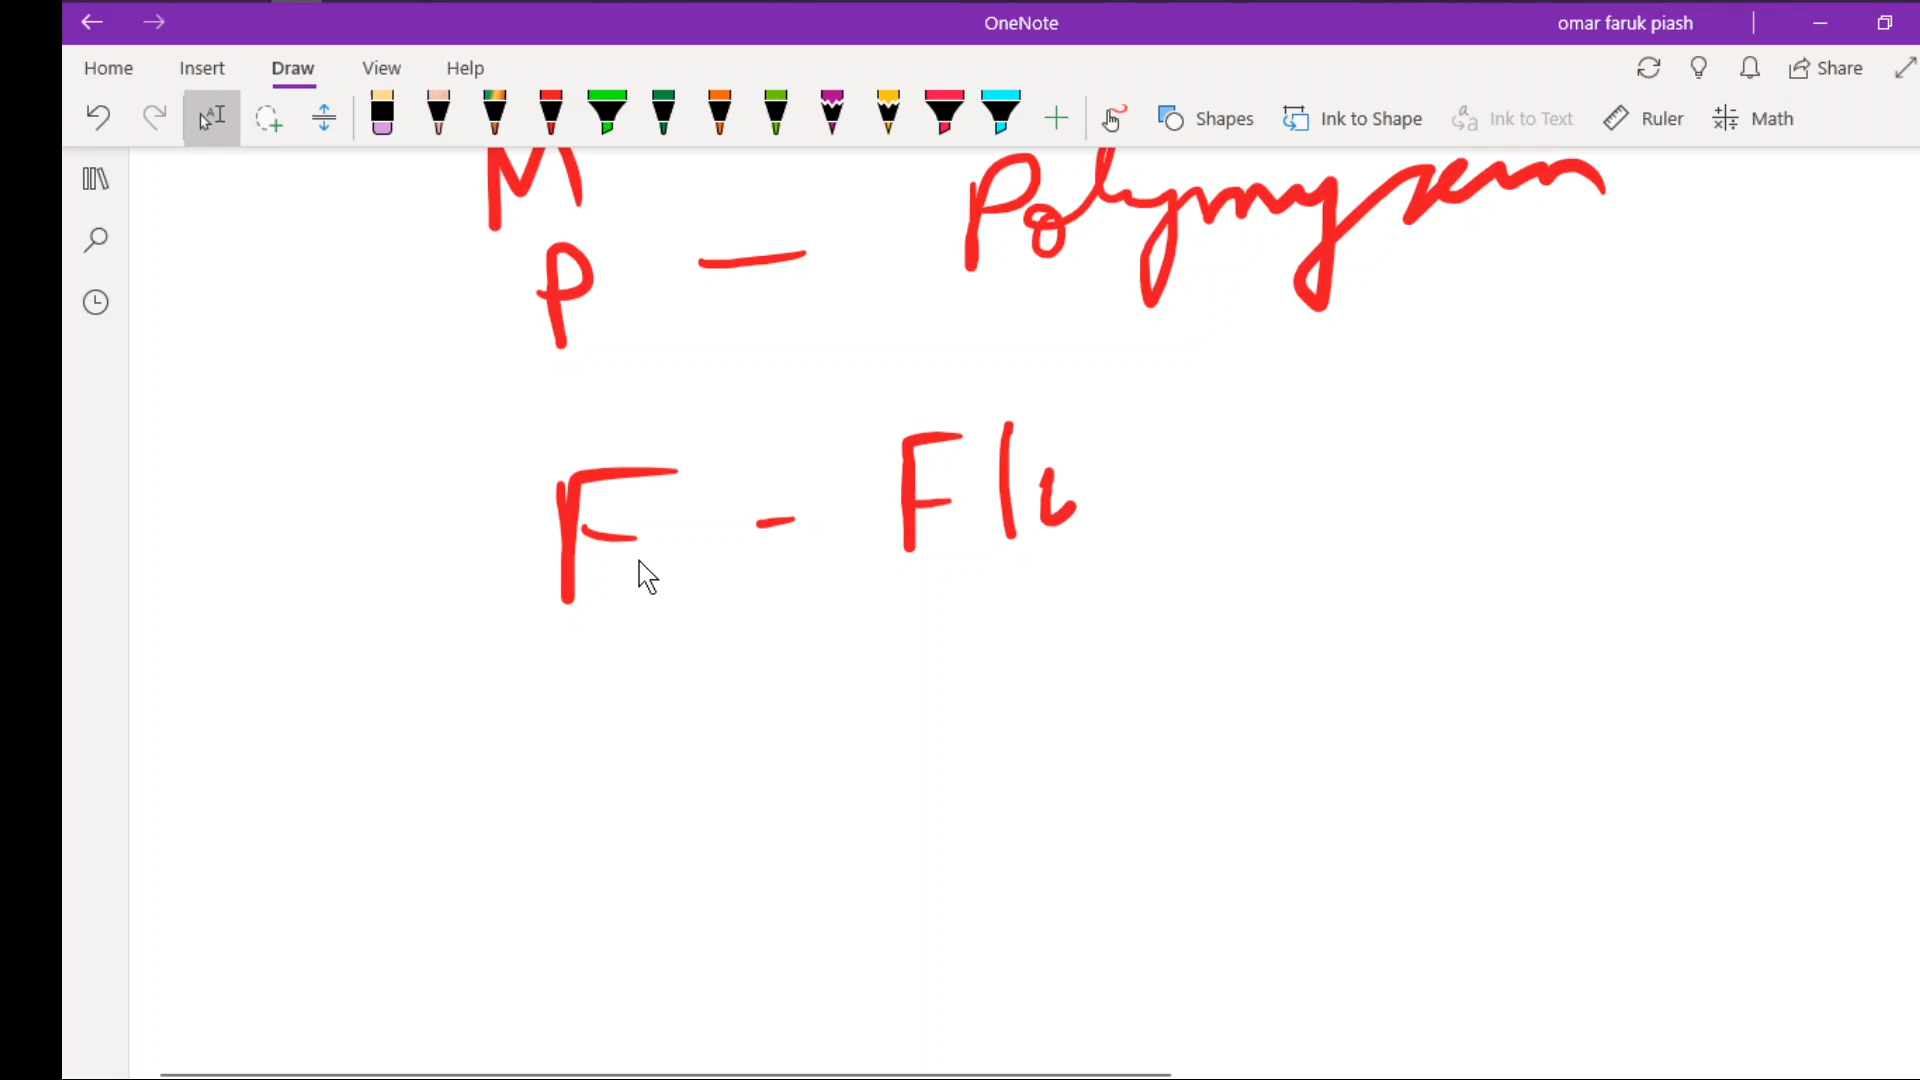 OneNote
omar faruk piash
Home Insert Draw View Help
Share
Shapes Ink to Shape Ink to Text Ruler Math
M
P —
F - Flu